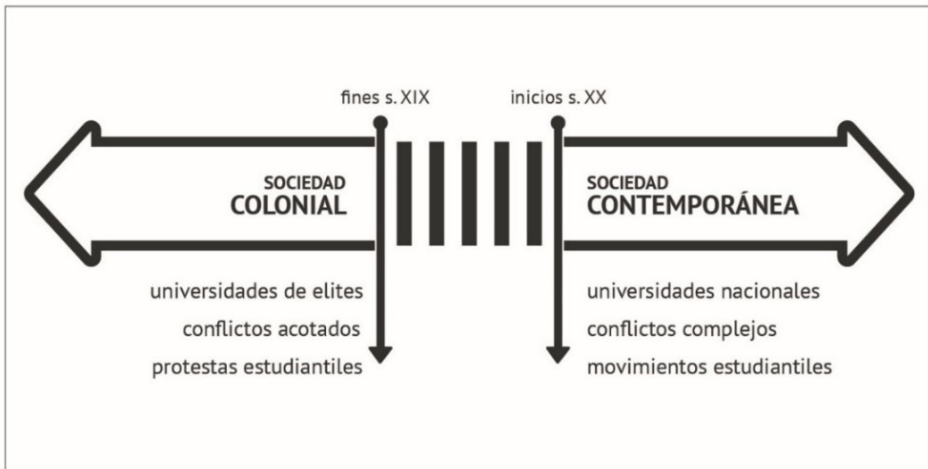 fines s. XIX
inicios s. XX
SOCIEDAD
COLONIAL
SOCIEDAD
CONTEMPORÁNEA
universidades de elites
conflictos acotados
protestas estudiantiles
universidades nacionales
conflictos complejos
movimientos estudiantiles